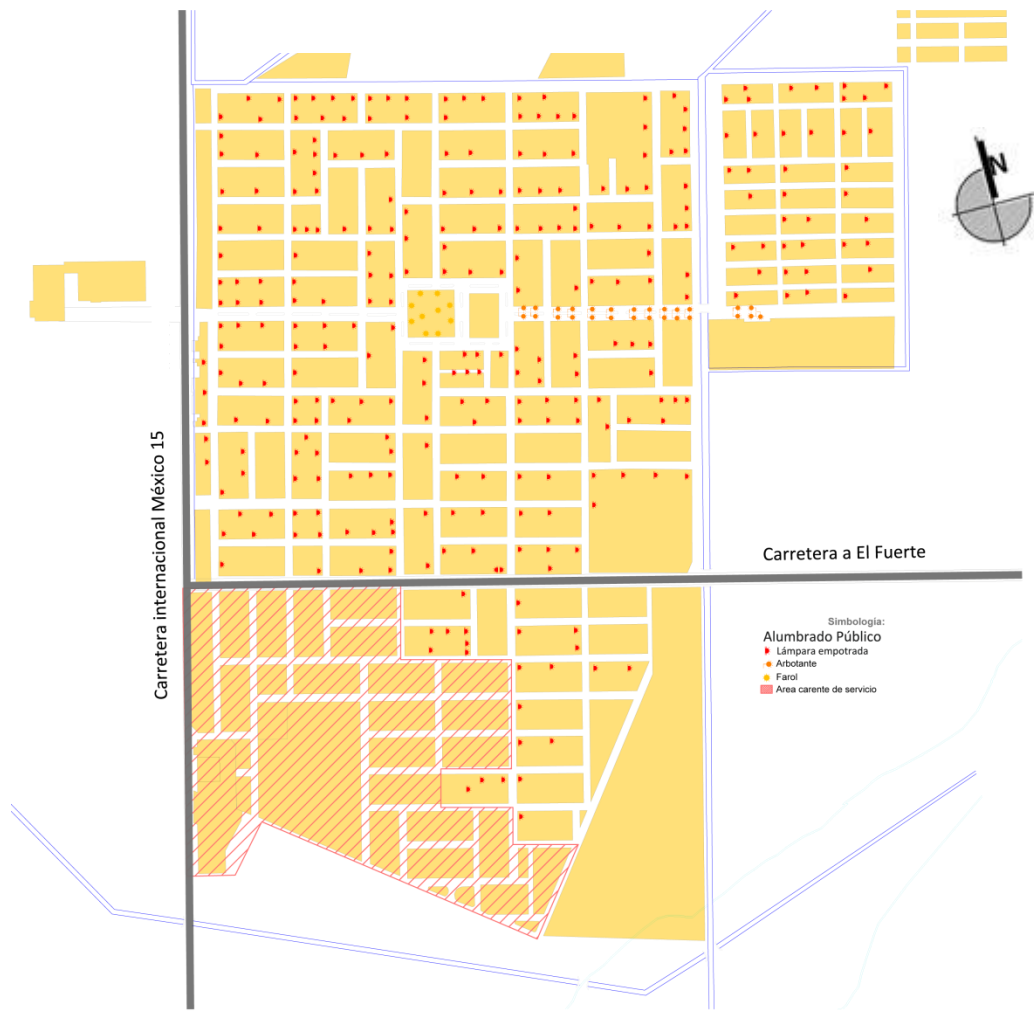 N
Carretera internacional México 15
Carretera a El Fuerte
Simbología:
Alumbrado Público
Lámpara empotrada
Arbotante
Farol
Area carente de servicio